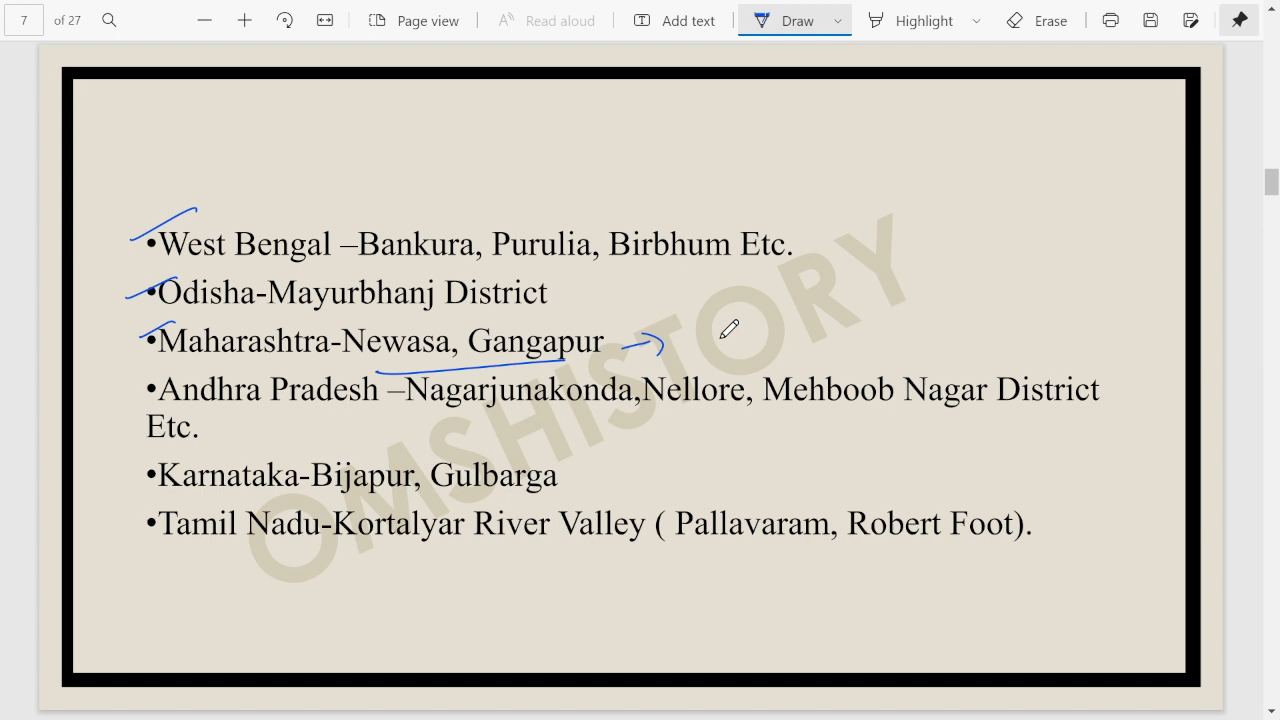 7 of 27 Page view Read aloud Add text Draw Highlight Erase
•West Bengal –Bankura, Purulia, Birbhum Etc.
•Odisha-Mayurbhanj District
•Maharashtra-Newasa, Gangapur
•Andhra Pradesh –Nagarjunakonda,Nellore, Mehboob Nagar District
Etc.
•Karnataka-Bijapur, Gulbarga
•Tamil Nadu-Kortalyar River Valley ( Pallavaram, Robert Foot).
OMSHISTORY